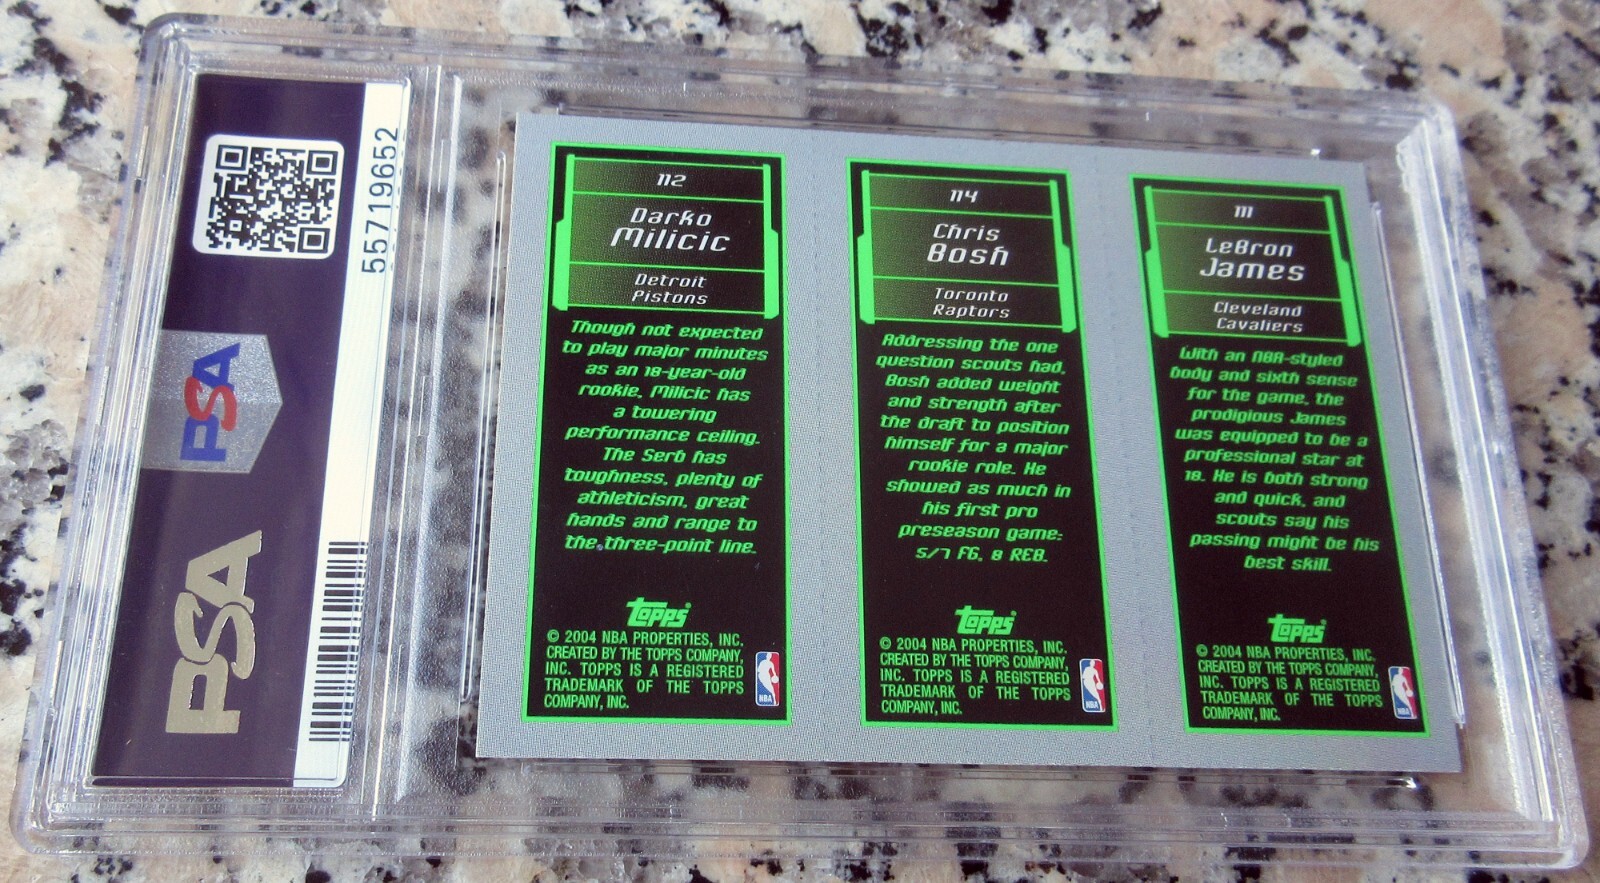 55719652
PSA
PSA
112
Darko
Milicic
Detroit
Pistons
Though not expected
to play major minutes
as an 18-year-old
rookie, Milicic has
a towering
performance ceiling.
The Serb has
toughness, plenty of
athleticism, great
hands and range to
the three-point line.
topps
© 2004 NBA PROPERTIES, INC.
CREATED BY THE TOPPS COMPANY,
INC. TOPPS IS A REGISTERED
TRADEMARK OF THE TOPPS
COMPANY, INC.
NBA
114
Chris
Bosh
Toronto
Raptors
Addressing the one
question scouts had,
Bosh added weight
and strength after
the draft to position
himself for a major
rookie role. He
showed as much in
his first pro
preseason game:
5/7 FG, 8 REB.
topps
© 2004 NBA PROPERTIES, INC.
CREATED BY THE TOPPS COMPANY,
INC. TOPPS IS A REGISTERED
TRADEMARK OF THE TOPPS
COMPANY, INC.
NBA
111
LeBron
James
Cleveland
Cavaliers
With an NBA-styled
body and sixth sense
for the game, the
prodigious James
was equipped to be a
professional star at
18. He is both strong
and quick, and
scouts say his
passing might be his
best skill.
topps
© 2004 NBA PROPERTIES, INC.
CREATED BY THE TOPPS COMPANY,
INC. TOPPS IS A REGISTERED
TRADEMARK OF THE TOPPS
COMPANY, INC.
NBA